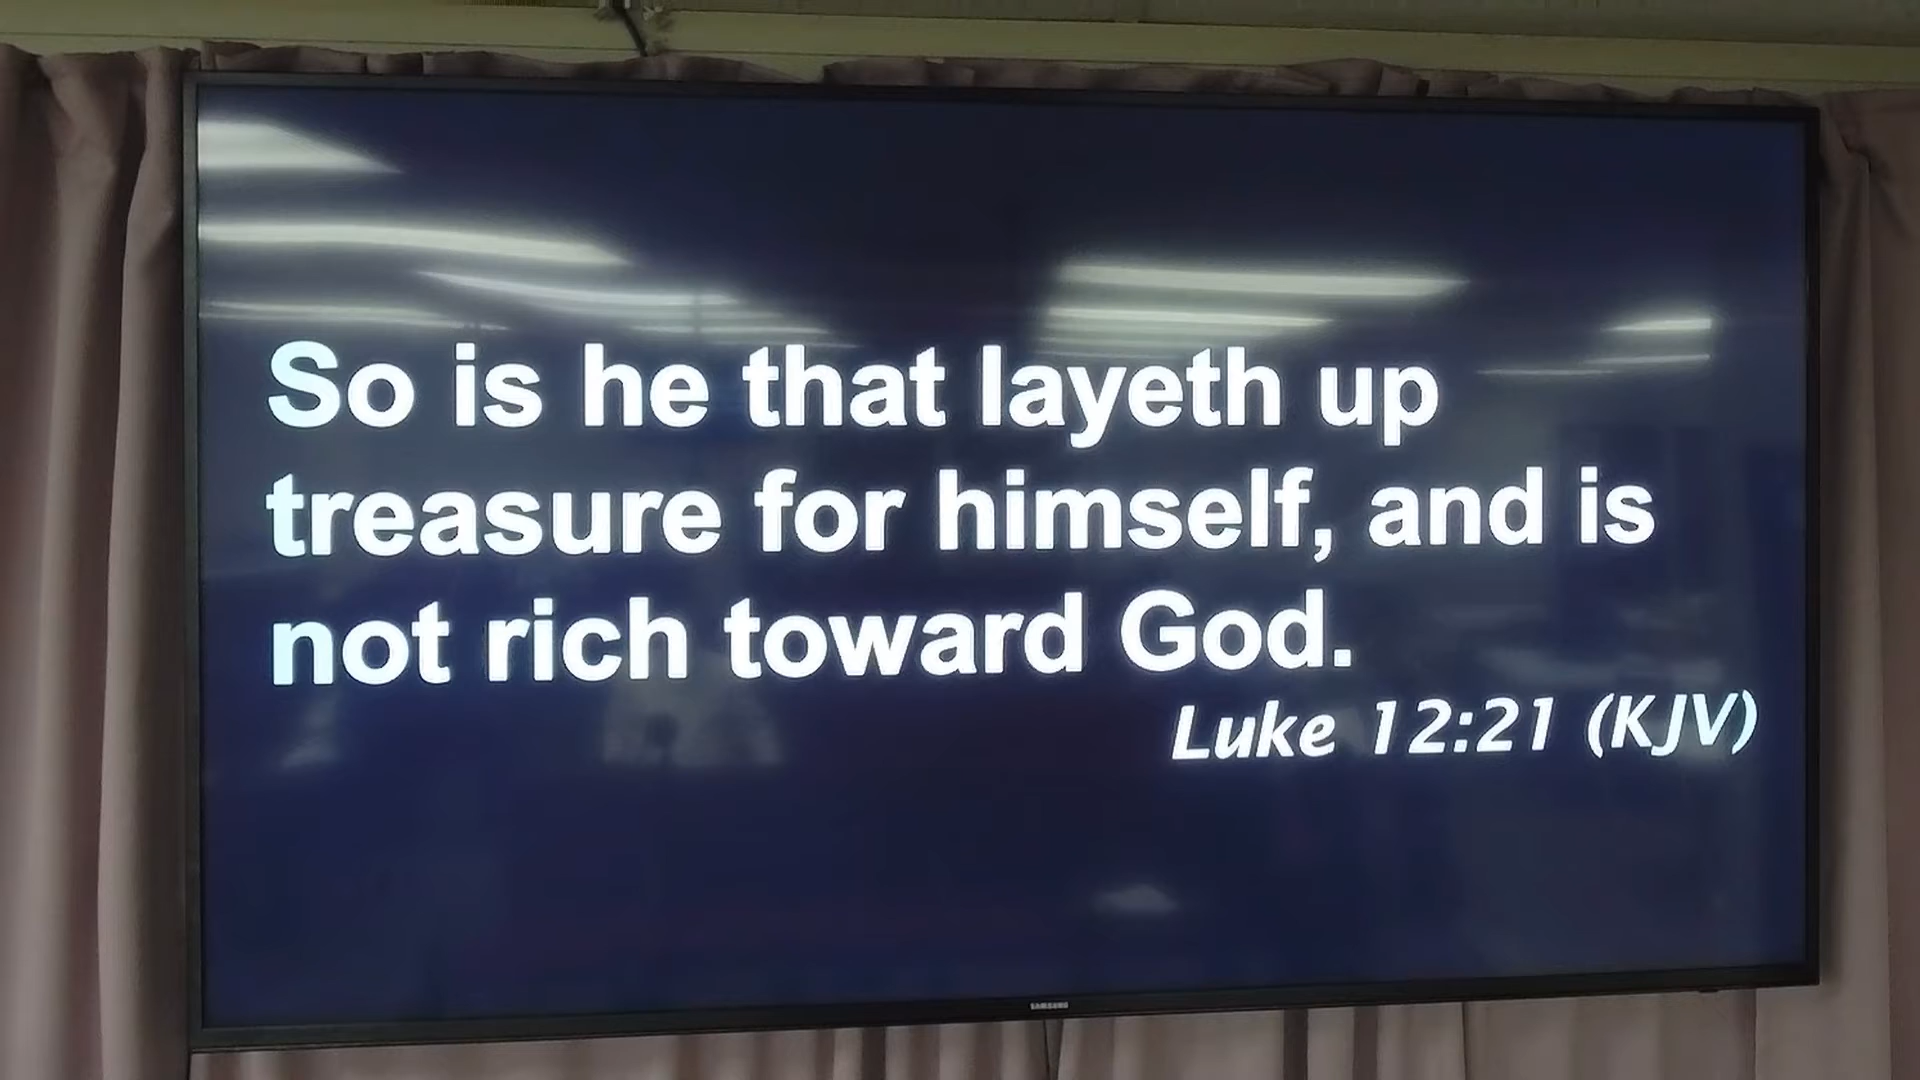 So is he that layeth up
treasure for himself, and is
not rich toward God.
Luke 12:21 (KJV)
SAMSUNG